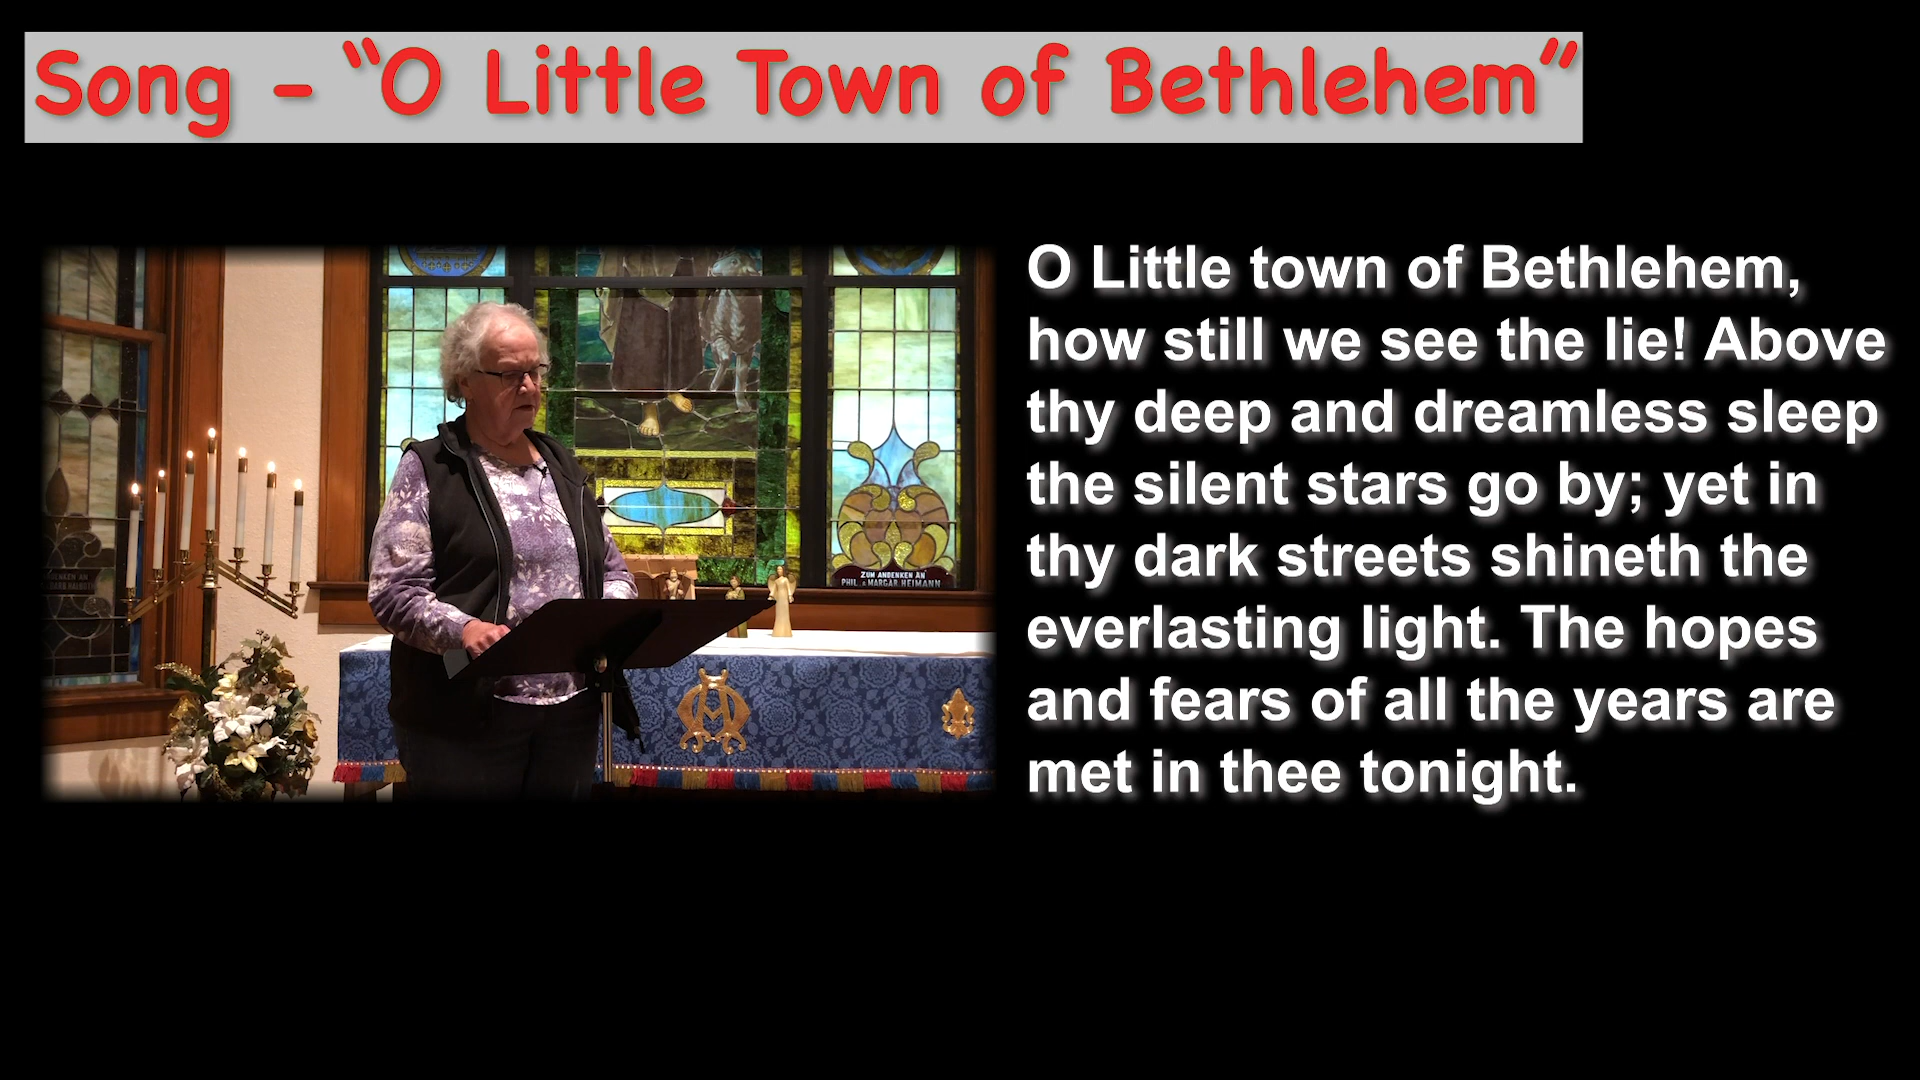 Song - “O Little Town of Bethlehem”
O Little town of Bethlehem,
how still we see the lie! Above
thy deep and dreamless sleep
the silent stars go by; yet in
thy dark streets shineth the
everlasting light. The hopes
and fears of all the years are
met in thee tonight.
ZUM ANDENKEN AN
PHIL. & MARGAR. HEIMANN